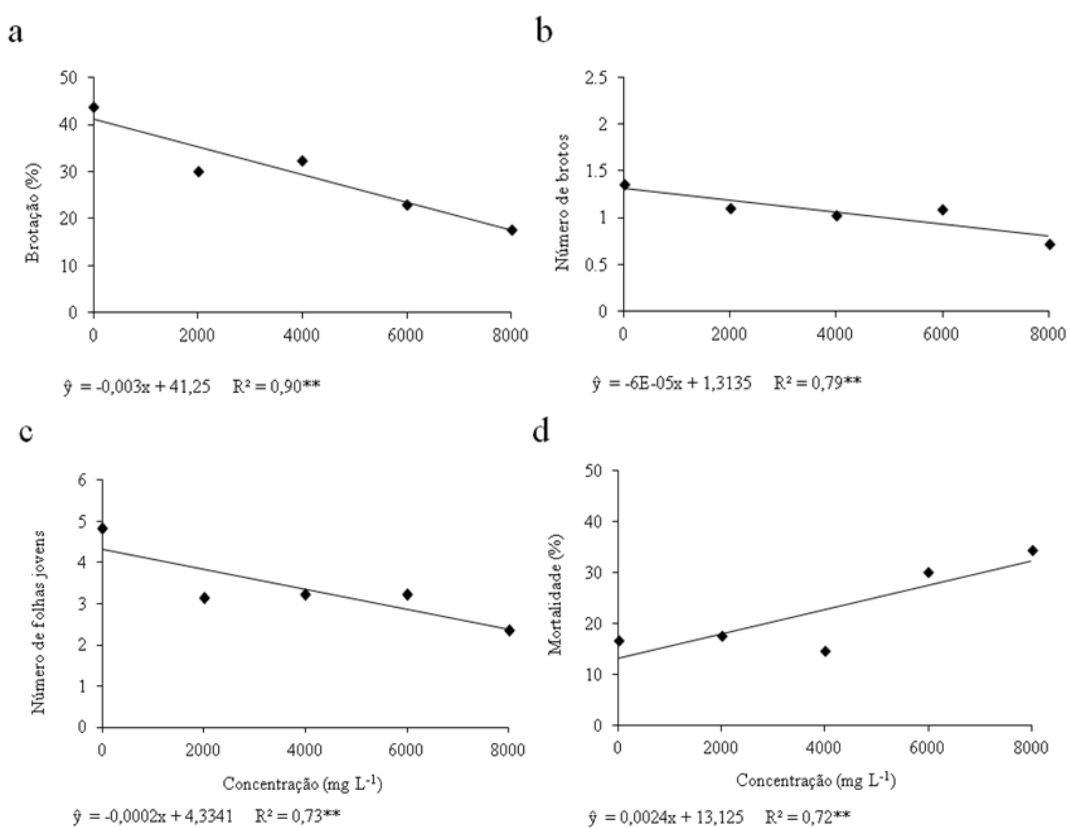 a
50
40
30
20
10
0
Brotação (%)
0 2000 4000 6000 8000
ŷ = -0,003x + 41,25 R² = 0,90**
b
2.5
2
1.5
1
0.5
0
Número de brotos
0 2000 4000 6000 8000
ŷ = -6E-05x + 1,3135 R² = 0,79**
c
6
5
4
3
2
1
0
Número de folhas jovens
0 2000 4000 6000 8000
Concentração (mg L⁻¹)
ŷ = -0,0002x + 4,3341 R² = 0,73**
d
50
40
30
20
10
0
Mortalidade (%)
0 2000 4000 6000 8000
Concentração (mg L⁻¹)
ŷ = 0,0024x + 13,125 R² = 0,72**